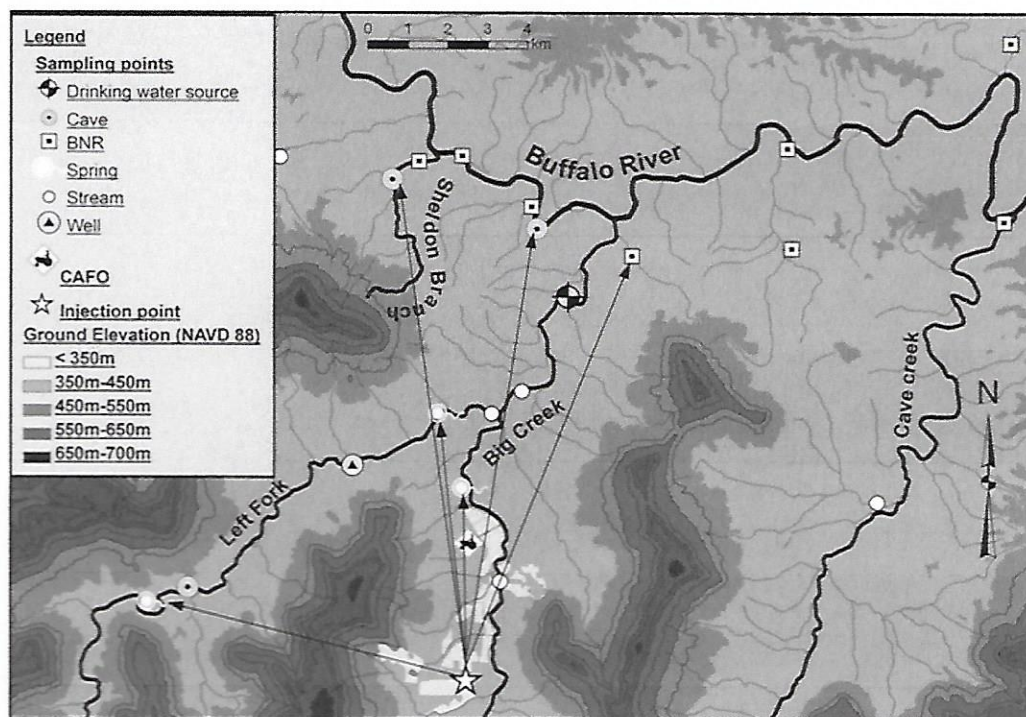 Legend
Sampling points
Drinking water source
Cave
BNR
Spring
Stream
Well
CAFO
Injection point
Ground Elevation (NAVD 88)
< 350m
350m-450m
450m-550m
550m-650m
650m-700m
0 1 2 3 4
km
Buffalo River
Sheldon Branch
Big Creek
Left Fork
Cave creek
N